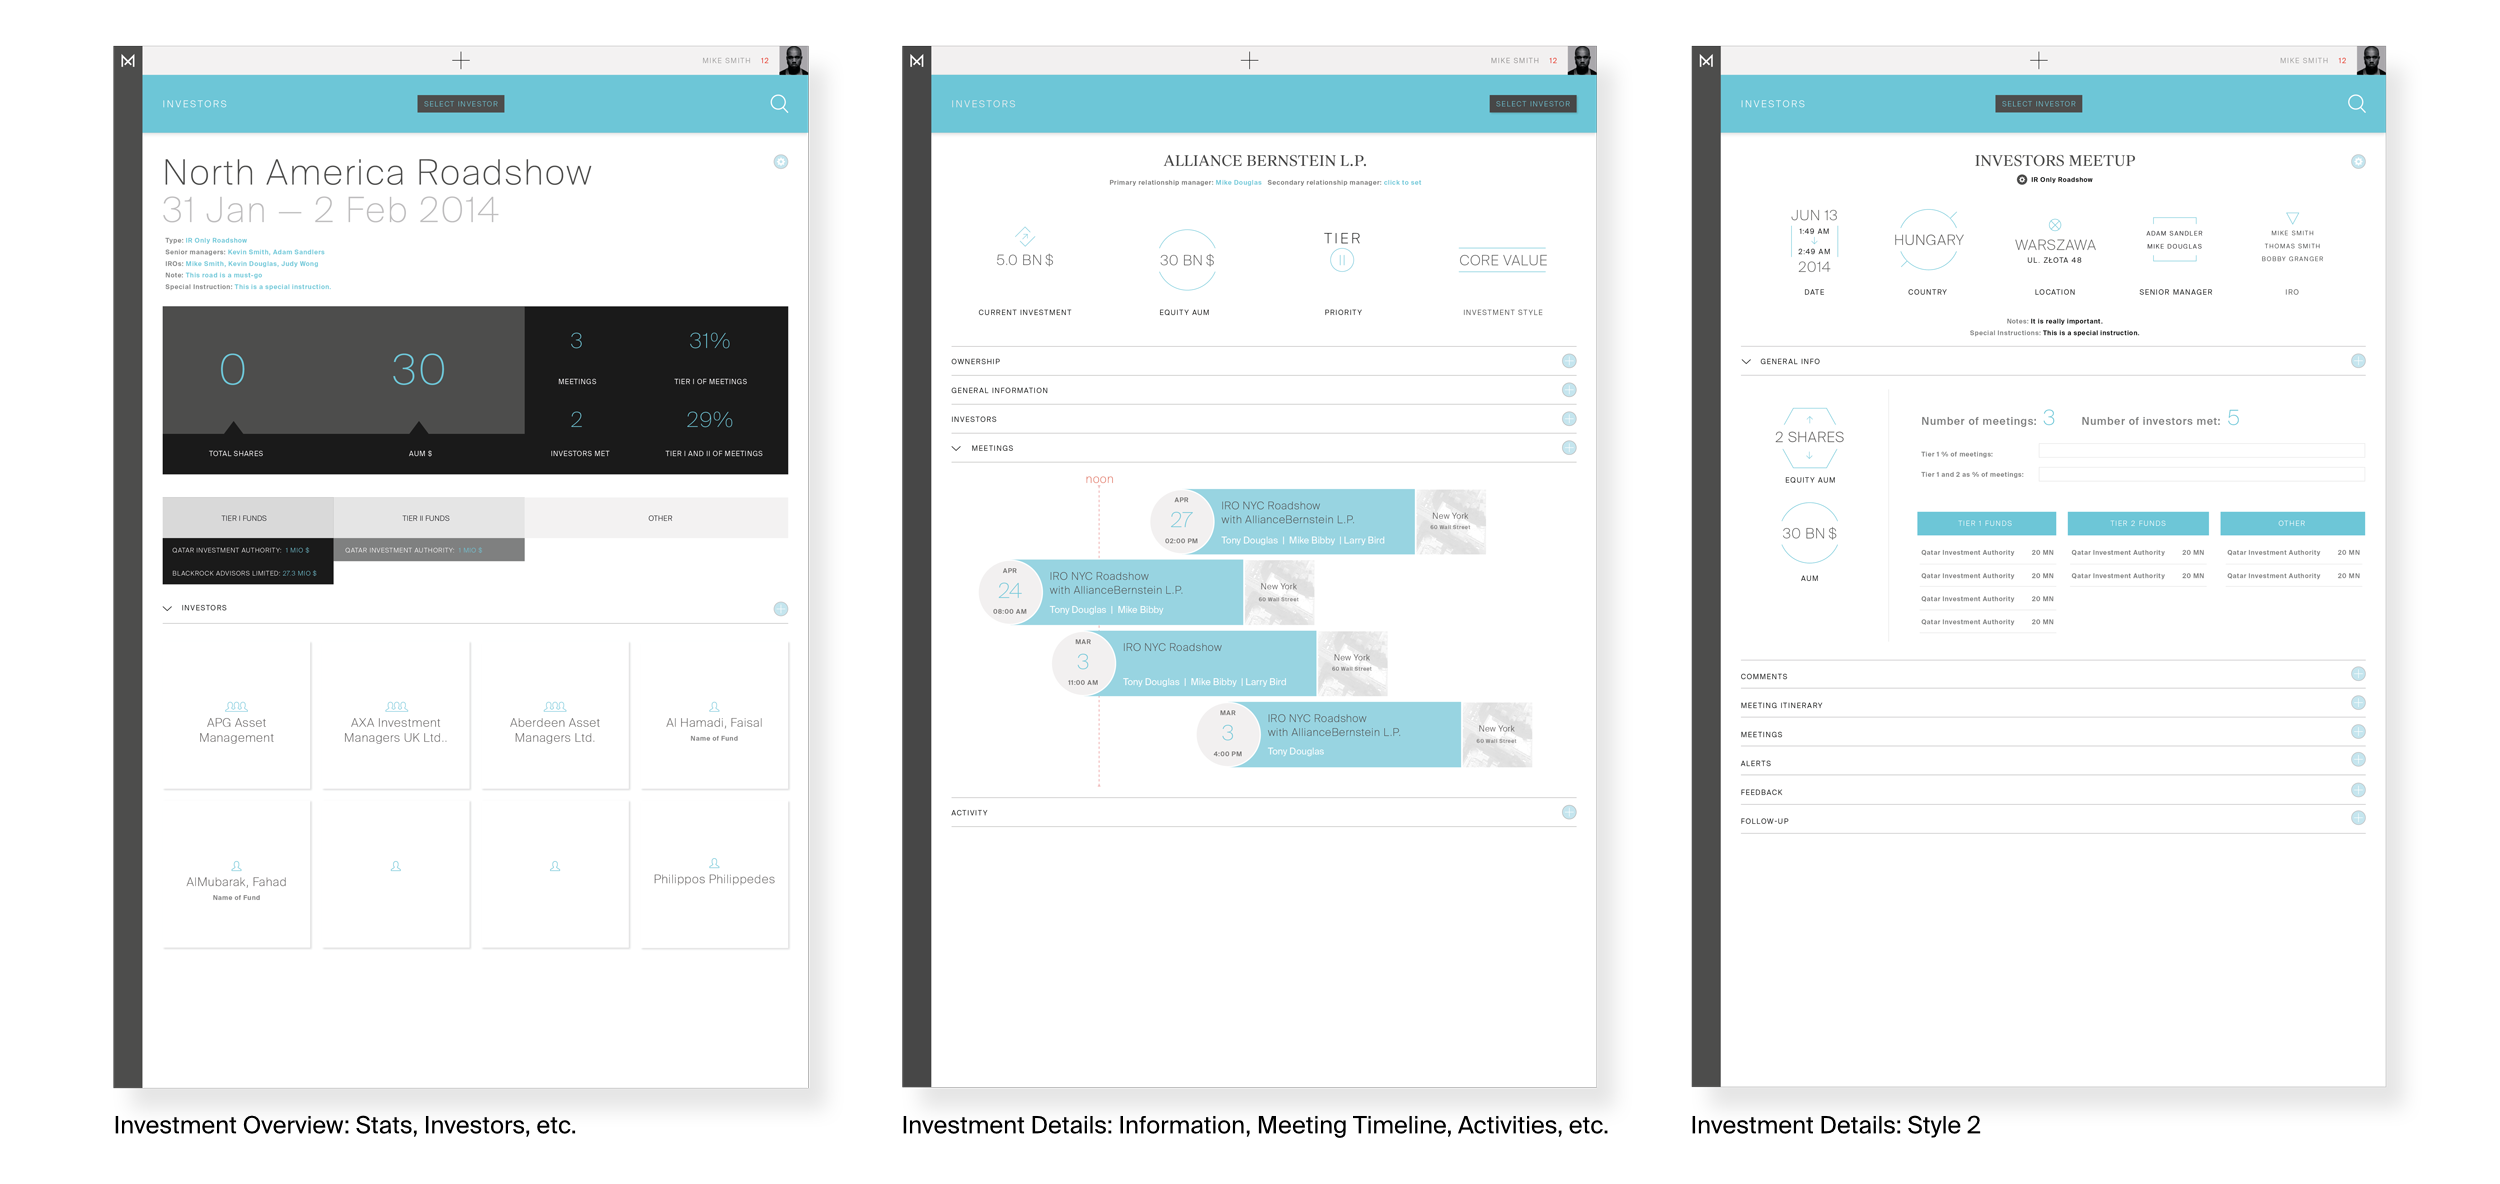 MIKE SMITH 12
INVESTORS
SELECT INVESTOR
North America Roadshow
31 Jan — 2 Feb 2014
Type: IR Only Roadshow
Senior managers: Kevin Smith, Adam Sandlers
IROs: Mike Smith, Kevin Douglas, Judy Wong
Note: This road is a must-go
Special Instruction: This is a special instruction.
0
30
TOTAL SHARES
AUM $
3
MEETINGS
31%
TIER I OF MEETINGS
2
INVESTORS MET
29%
TIER I AND II OF MEETINGS
TIER I FUNDS
TIER II FUNDS
OTHER
QATAR INVESTMENT AUTHORITY: 1 MIO $
QATAR INVESTMENT AUTHORITY: 1 MIO $
BLACKROCK ADVISORS LIMITED: 27.3 MIO $
INVESTORS
APG Asset
Management
AXA Investment
Managers UK Ltd..
Aberdeen Asset
Managers Ltd.
Al Hamadi, Faisal
Name of Fund
AlMubarak, Fahad
Name of Fund
Philippos Philippedes
Investment Overview: Stats, Investors, etc.
MIKE SMITH 12
INVESTORS
SELECT INVESTOR
ALLIANCE BERNSTEIN L.P.
Primary relationship manager: Mike Douglas Secondary relationship manager: click to set
5.0 BN $
CURRENT INVESTMENT
30 BN $
EQUITY AUM
TIER
II
PRIORITY
CORE VALUE
INVESTMENT STYLE
OWNERSHIP
GENERAL INFORMATION
INVESTORS
MEETINGS
noon
APR
27
02:00 PM
IRO NYC Roadshow
with AllianceBernstein L.P.
Tony Douglas | Mike Bibby | Larry Bird
New York
60 Wall Street
APR
24
08:00 AM
IRO NYC Roadshow
with AllianceBernstein L.P.
Tony Douglas | Mike Bibby
New York
60 Wall Street
MAR
3
11:00 AM
IRO NYC Roadshow
Tony Douglas | Mike Bibby | Larry Bird
New York
60 Wall Street
MAR
3
4:00 PM
IRO NYC Roadshow
with AllianceBernstein L.P.
Tony Douglas
New York
60 Wall Street
ACTIVITY
Investment Details: Information, Meeting Timeline, Activities, etc.
MIKE SMITH 12
INVESTORS
SELECT INVESTOR
INVESTORS MEETUP
IR Only Roadshow
JUN 13
1:49 AM
2:49 AM
2014
DATE
HUNGARY
COUNTRY
WARSZAWA
UL. ZŁOTA 48
LOCATION
ADAM SANDLER
MIKE DOUGLAS
SENIOR MANAGER
MIKE SMITH
THOMAS SMITH
BOBBY GRANGER
IRO
Notes: It is really important.
Special Instructions: This is a special instruction.
GENERAL INFO
2 SHARES
EQUITY AUM
30 BN $
AUM
Number of meetings: 3 Number of investors met: 5
Tier 1 % of meetings:
Tier 1 and 2 as % of meetings:
TIER 1 FUNDS
Qatar Investment Authority 20 MN
Qatar Investment Authority 20 MN
Qatar Investment Authority 20 MN
Qatar Investment Authority 20 MN
TIER 2 FUNDS
Qatar Investment Authority 20 MN
Qatar Investment Authority 20 MN
OTHER
Qatar Investment Authority 20 MN
Qatar Investment Authority 20 MN
COMMENTS
MEETING ITINERARY
MEETINGS
ALERTS
FEEDBACK
FOLLOW-UP
Investment Details: Style 2